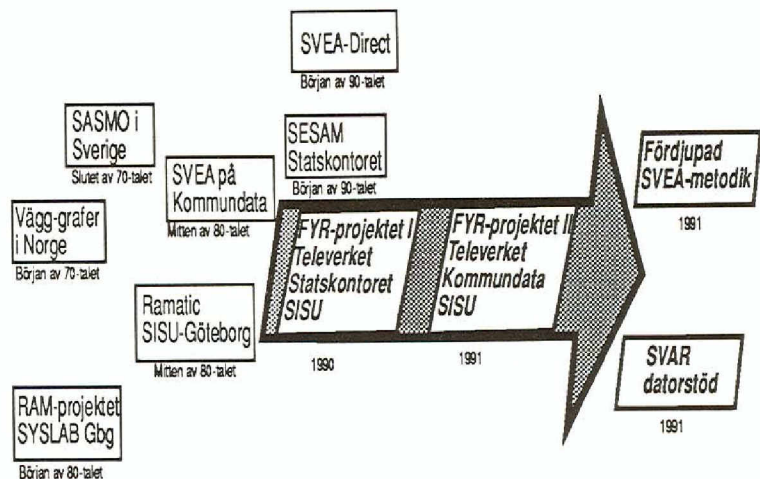 SVEA-Direct
Början av 90-talet
SASMO i
Sverige
Slutet av 70-talet
SESAM
Statskontoret
Början av 90-talet
SVEA på
Kommundata
Mitten av 80-talet
Vägg-grafer
i Norge
Början av 70-talet
Ramatic
SISU-Göteborg
Mitten av 80-talet
RAM-projektet
SYSLAB Gbg
Början av 80-talet
FYR-projektet I
Televerket
Statskontoret
SISU
1990
FYR-projektet II
Televerket
Kommundata
SISU
1991
Fördjupad
SVEA-metodik
1991
SVAR
datorstöd
1991